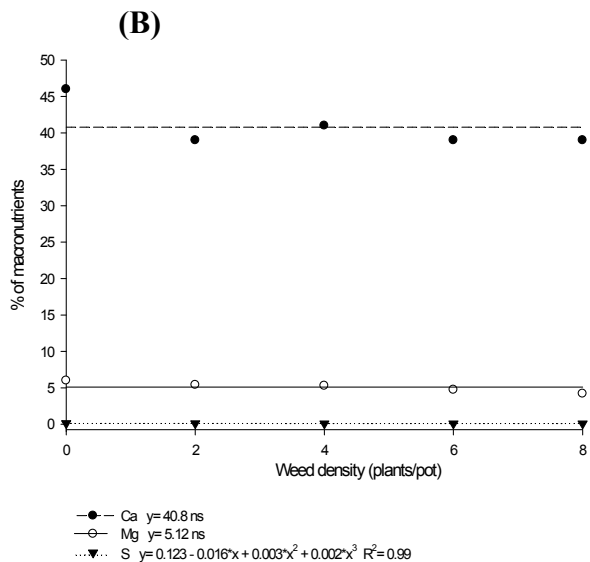 (B)
% of macronutrients
50
45
40
35
30
25
20
15
10
5
0
0 2 4 6 8
Weed density (plants/pot)
Ca y= 40.8 ns
Mg y= 5.12 ns
S y = 0.123 - 0.016*x + 0.003*x² + 0.002*x³ R²= 0.99